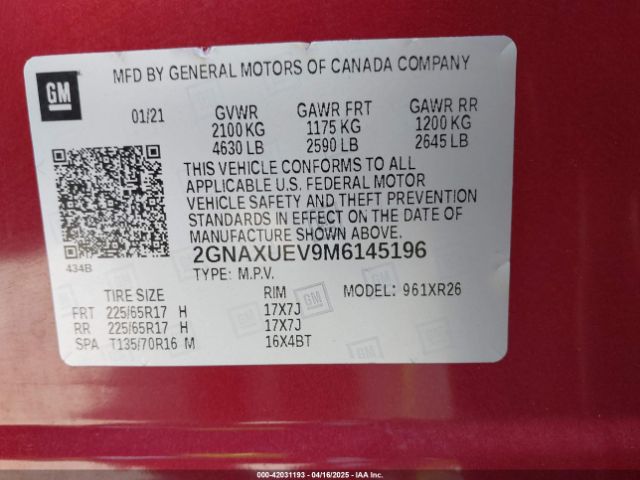 GM
MFD BY GENERAL MOTORS OF CANADA COMPANY
01/21 GVWR GAWR FRT GAWR RR
2100 KG 1175 KG 1200 KG
4630 LB 2590 LB 2645 LB
THIS VEHICLE CONFORMS TO ALL
APPLICABLE U.S. FEDERAL MOTOR
VEHICLE SAFETY AND THEFT PREVENTION
STANDARDS IN EFFECT ON THE DATE OF
MANUFACTURE SHOWN ABOVE.
2GNAXUEV9M6145196
434B
TYPE: M.P.V.
TIRE SIZE RIM MODEL: 961XR26
FRT 225/65R17 H 17X7J
RR 225/65R17 H 17X7J
SPA T135/70R16 M 16X4BT
GM
GM
GM
GM
000-42031193 - 04/16/2025 - IAA Inc.